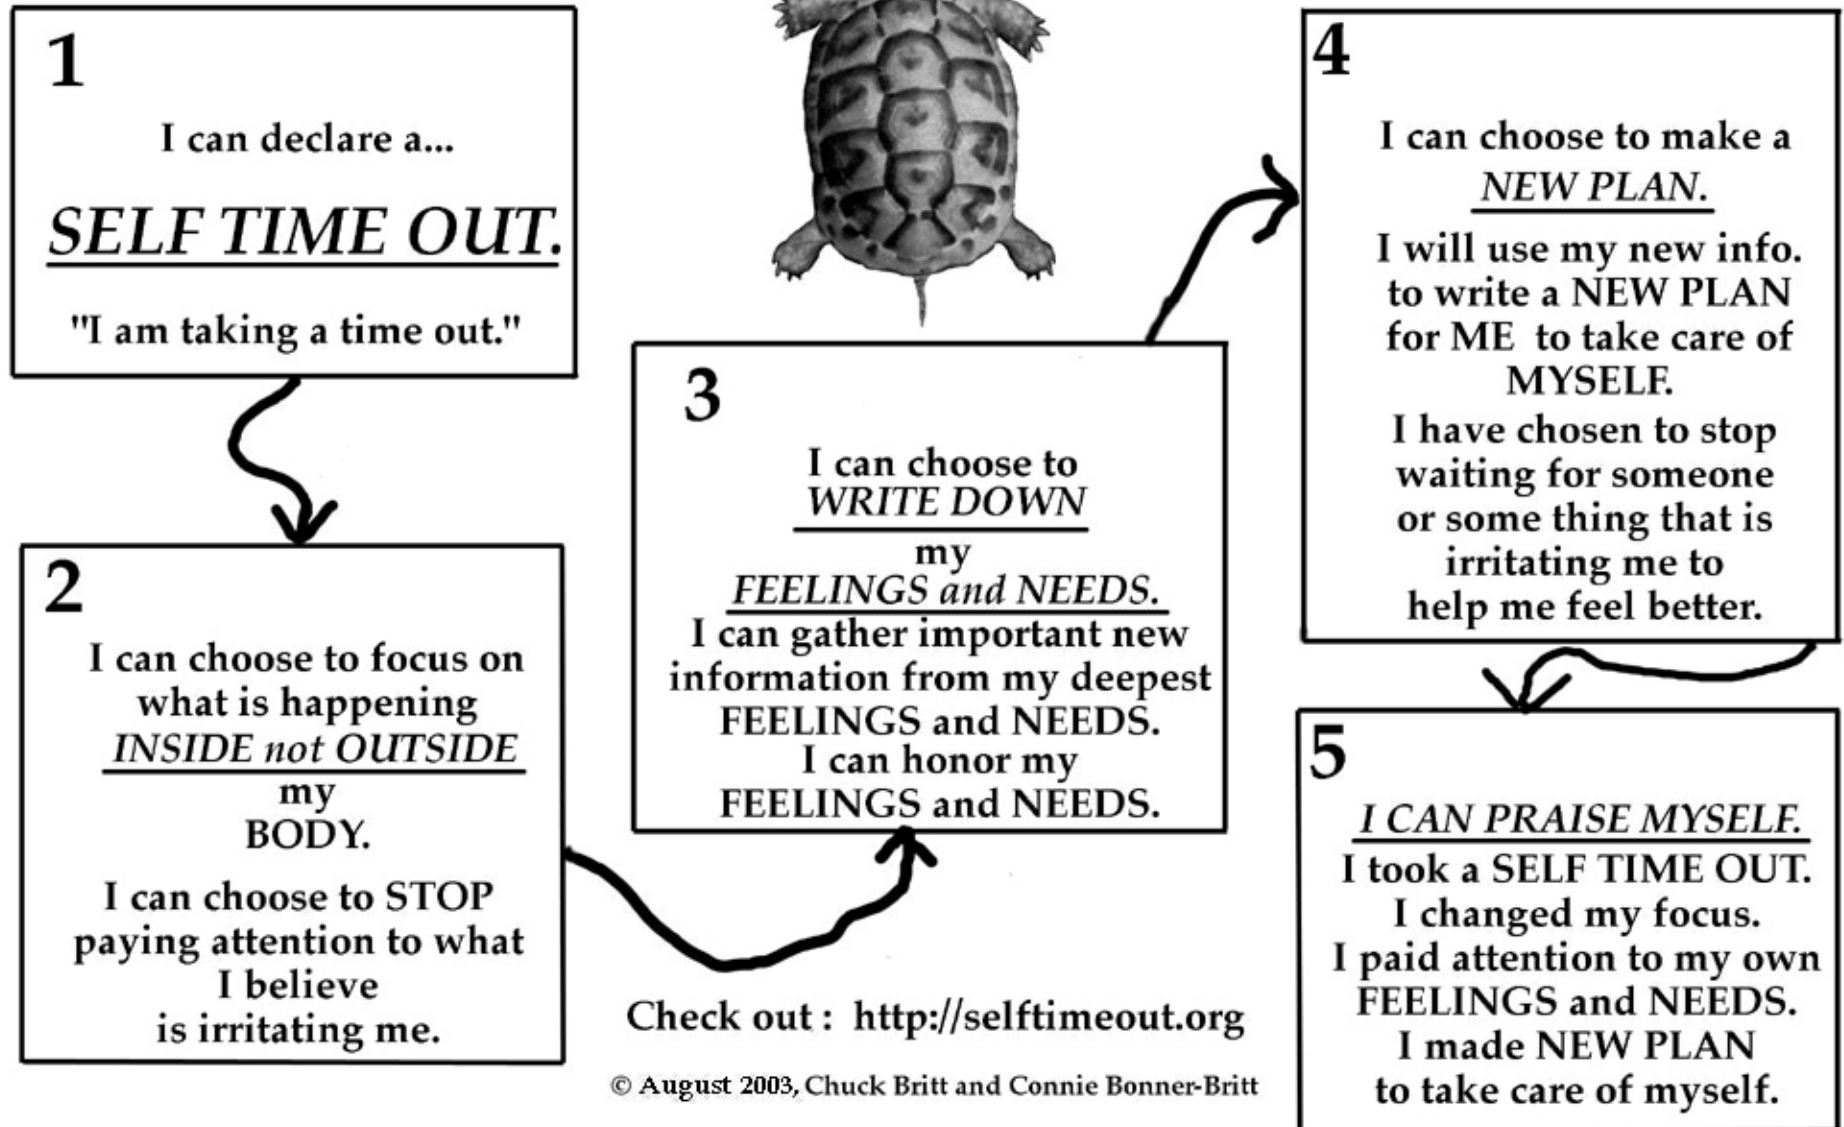 1
I can declare a...
SELF TIME OUT.
"I am taking a time out."
2
I can choose to focus on
what is happening
INSIDE not OUTSIDE
my
BODY.
I can choose to STOP
paying attention to what
I believe
is irritating me.
3
I can choose to
WRITE DOWN
my
FEELINGS and NEEDS.
I can gather important new
information from my deepest
FEELINGS and NEEDS.
I can honor my
FEELINGS and NEEDS.
4
I can choose to make a
NEW PLAN.
I will use my new info.
to write a NEW PLAN
for ME to take care of
MYSELF.
I have chosen to stop
waiting for someone
or some thing that is
irritating me to
help me feel better.
5
I CAN PRAISE MYSELF.
I took a SELF TIME OUT.
I changed my focus.
I paid attention to my own
FEELINGS and NEEDS.
I made NEW PLAN
to take care of myself.
Check out : http://selftimeout.org
© August 2003, Chuck Britt and Connie Bonner-Britt